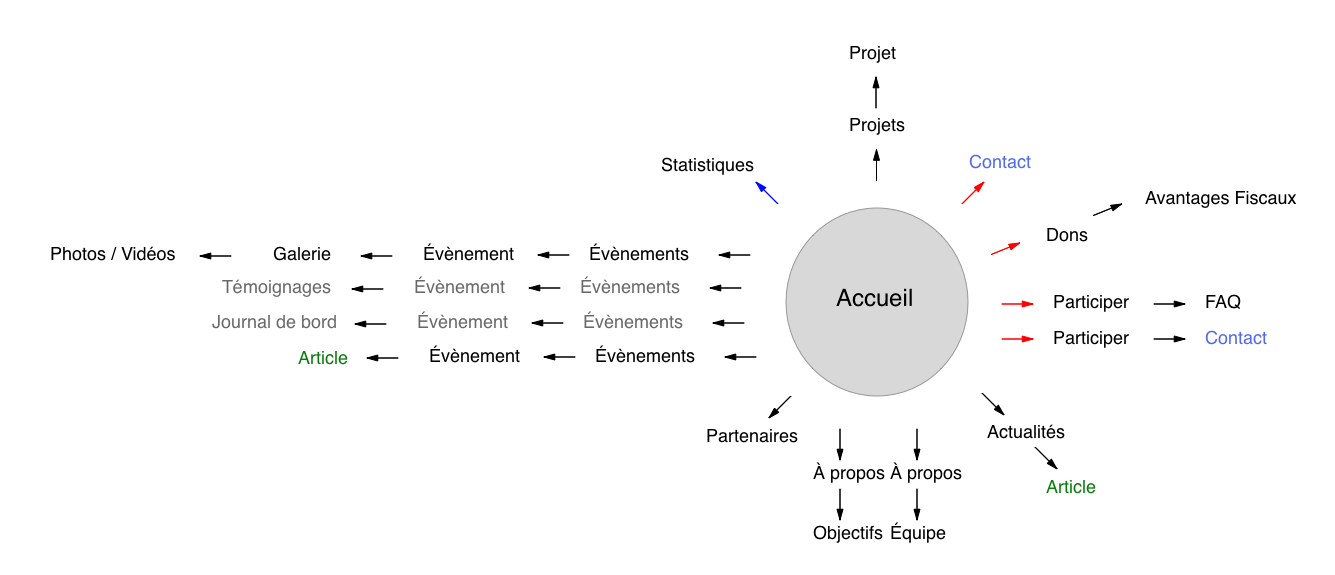 Projet
Projets
Statistiques
Contact
Avantages Fiscaux
Dons
Photos / Vidéos Galerie Évènement Évènements
Témoignages Évènement Évènements
Accueil
Participer FAQ
Journal de bord Évènement Évènements
Participer Contact
Article Évènement Évènements
Partenaires
Actualités
À propos À propos
Article
Objectifs Équipe